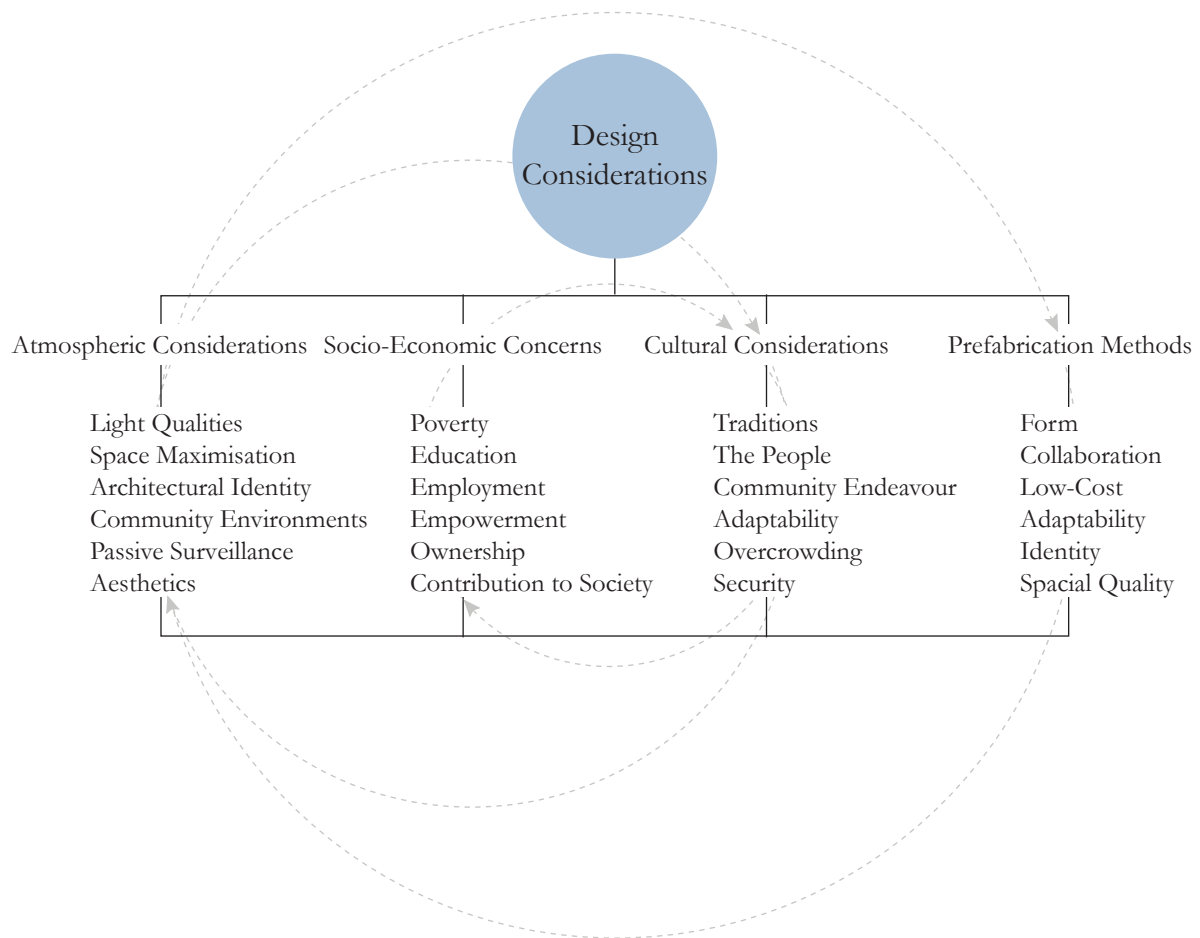 Design
Considerations
Atmospheric Considerations
Socio-Economic Concerns
Cultural Considerations
Prefabrication Methods
Light Qualities
Space Maximisation
Architectural Identity
Community Environments
Passive Surveillance
Aesthetics
Poverty
Education
Employment
Empowerment
Ownership
Contribution to Society
Traditions
The People
Community Endeavour
Adaptability
Overcrowding
Security
Form
Collaboration
Low-Cost
Adaptability
Identity
Spacial Quality